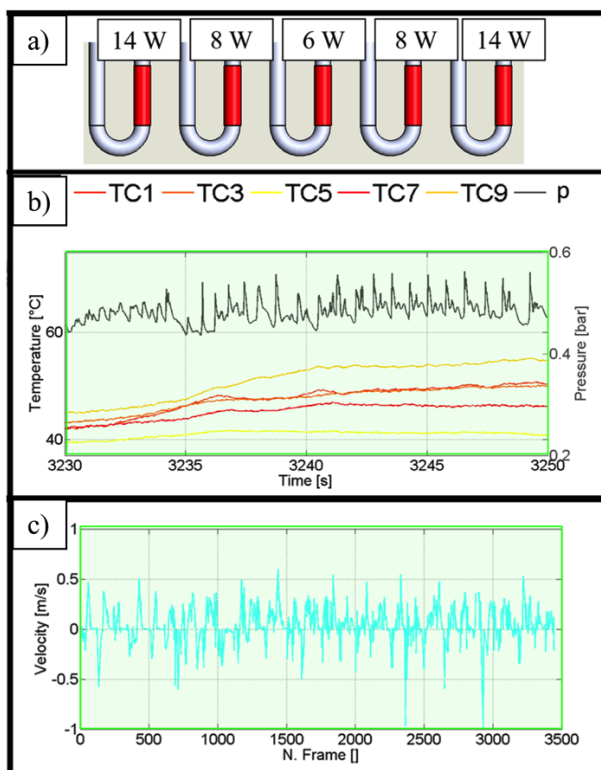 a)
14 W 8 W 6 W 8 W 14 W
b)
TC1 TC3 TC5 TC7 TC9 p
0.6
60
0.4
40
0.2
Temperature [°C]
Pressure [bar]
3230 3235 3240 3245 3250
Time [s]
c)
1
0.5
0
-0.5
-1
Velocity [m/s]
0 500 1000 1500 2000 2500 3000 3500
N. Frame []